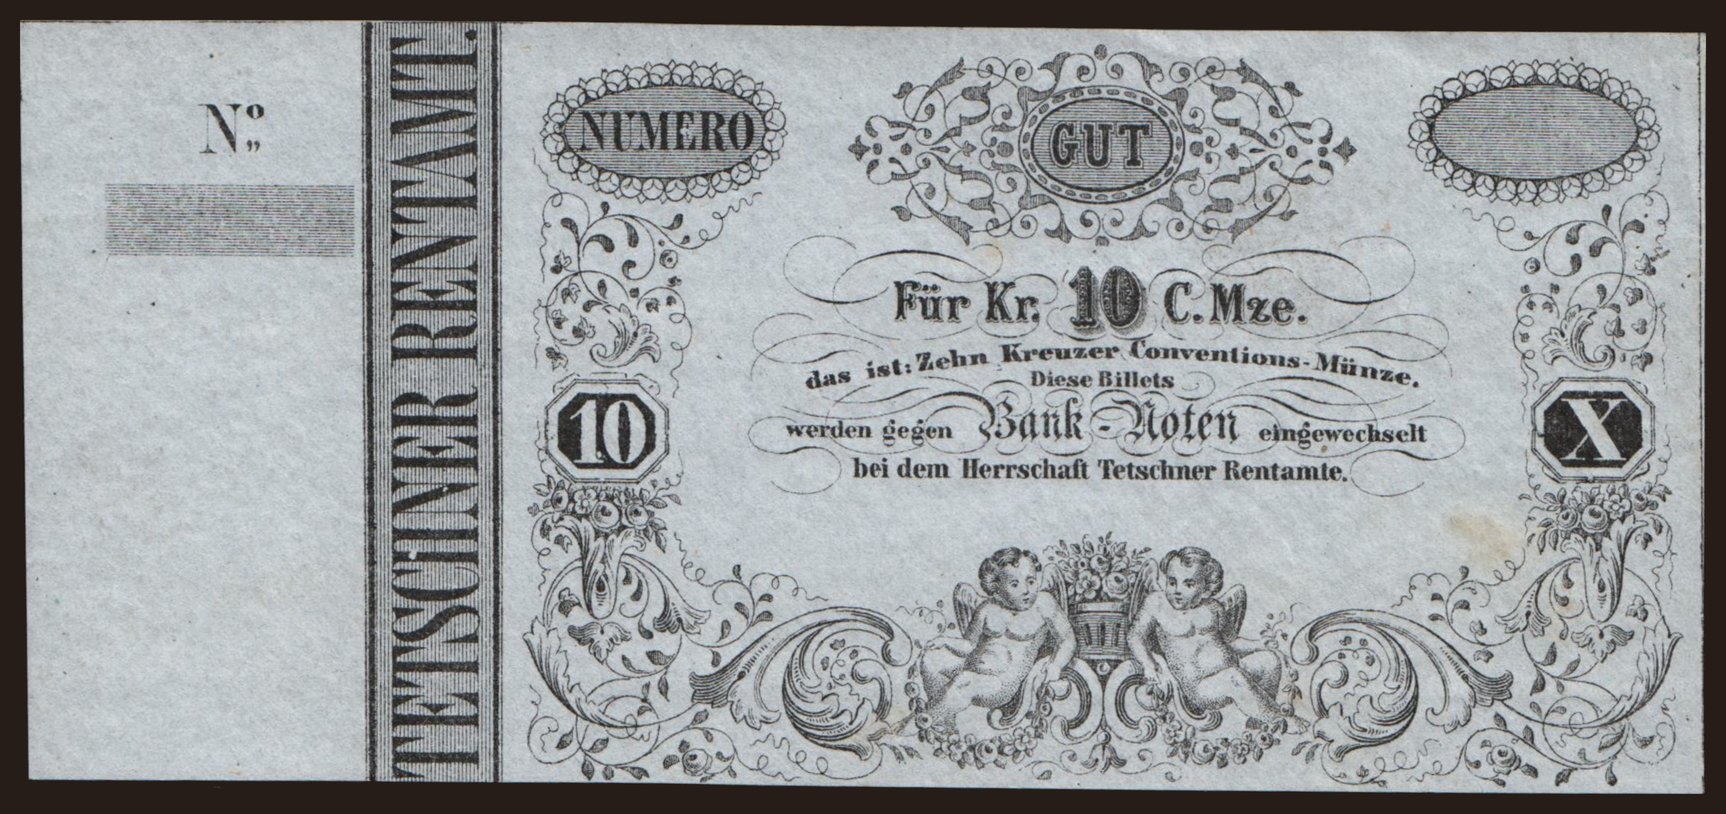 No „
TETSCHNER RENTAMT.
NUMERO
GUT
Für Kr. 10 C. Mze.
das ist: Zehn Kreuzer Conventions-Münze.
Diese Billets
werden gegen Bank-Noten eingewechselt
bei dem Herrschaft Tetschner Rentamte.
10
X